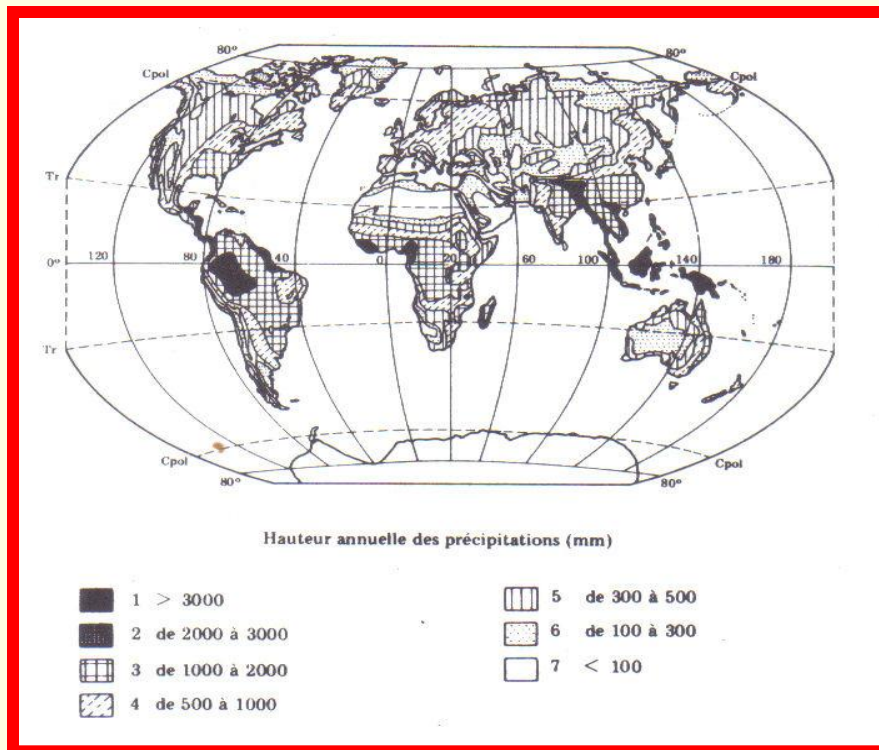 80° 80°
Cpol Cpol
Tr Tr
0° 120 80 40 0 20 60 100 140 180
Tr Tr
Cpol Cpol
80° 80°
Hauteur annuelle des précipitations (mm)
1 > 3000
2 de 2000 à 3000
3 de 1000 à 2000
4 de 500 à 1000
5 de 300 à 500
6 de 100 à 300
7 < 100